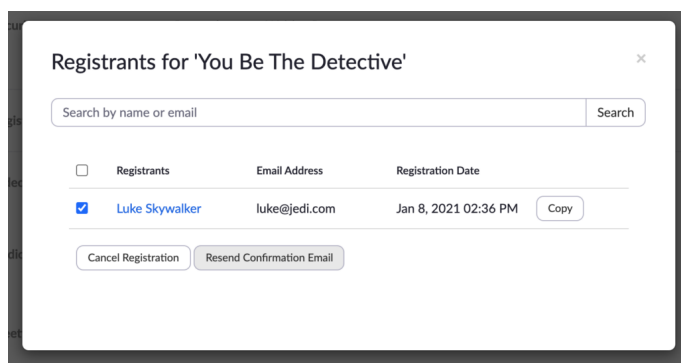 Registrants for 'You Be The Detective'
×
Search by name or email Search
Registrants Email Address Registration Date
Luke Skywalker luke@jedi.com Jan 8, 2021 02:36 PM Copy
Cancel Registration Resend Confirmation Email